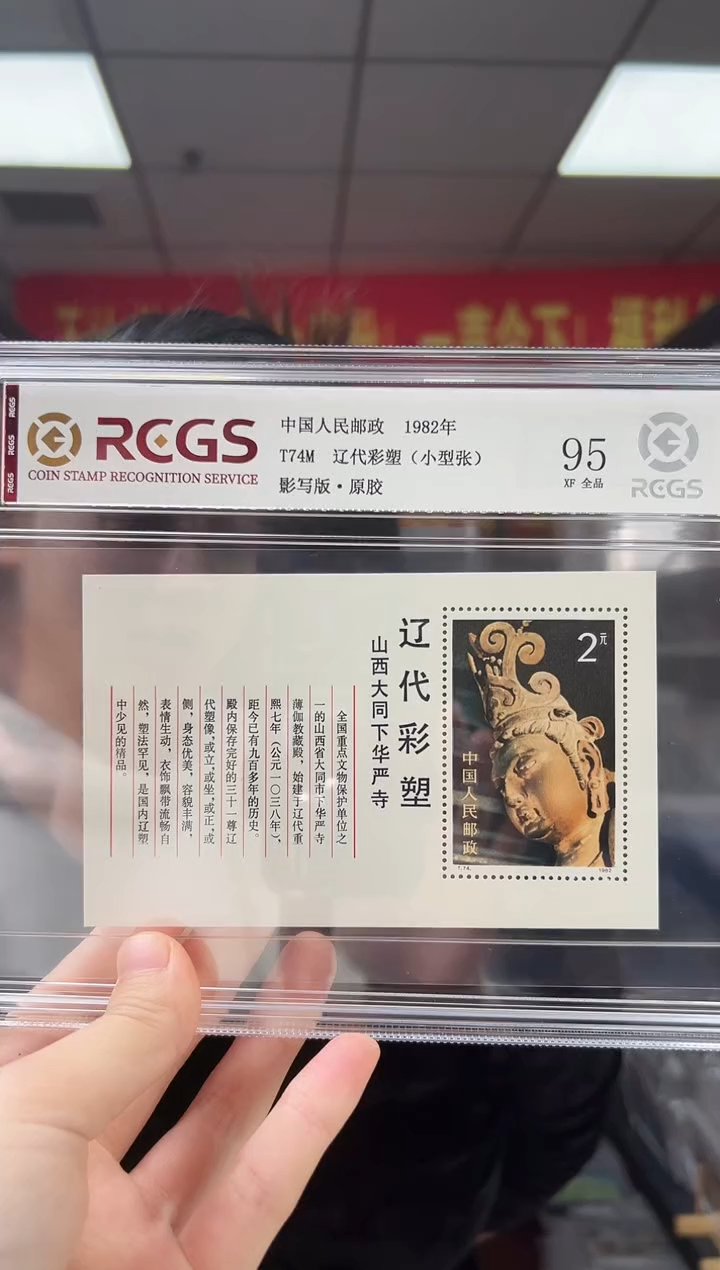 RCGS
RCGS
RCGS
RCGS
COIN STAMP RECOGNITION SERVICE
中国人民邮政 1982年
T74M 辽代彩塑（小型张）
影写版·原胶
95
XF 全品
RCGS
辽代彩塑
山西大同下华严寺
全国重点文物保护单位之
一的山西省大同市下华严寺
薄伽教藏殿，始建于辽代重
熙七年（公元一〇三八年），
距今已有九百多年的历史。
殿内保存完好的三十一尊辽
代塑像，或立，或坐，或正，或
侧，身态优美，容貌丰满，
表情生动，衣饰飘带流畅自
然，塑法罕见，是国内辽塑
中少见的精品。
2元
中国人民邮政
T.74.
1982